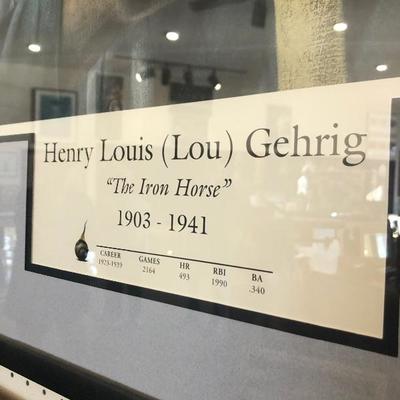 Henry Louis (Lou) Gehrig
"The Iron Horse"
1903 - 1941
CAREER GAMES HR RBI BA
1923-1939 2164 493 1990 .340